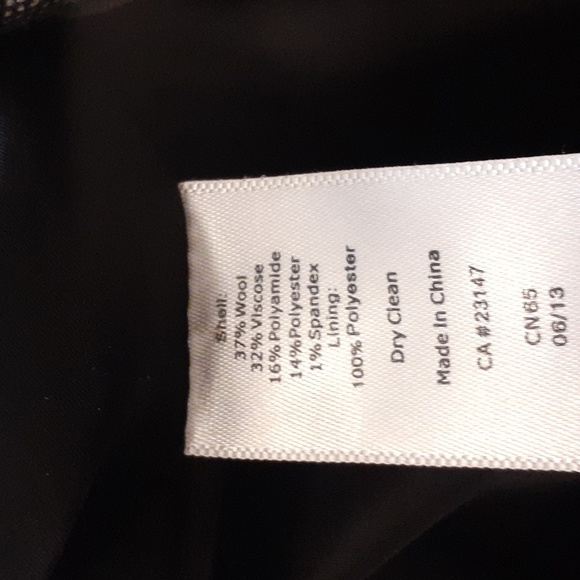 Shell:
37% Wool
32% Viscose
16% Polyamide
14%Polyester
1% Spandex
Lining:
100% Polyester
Dry Clean
Made In China
CA #23147
CN65
06/13